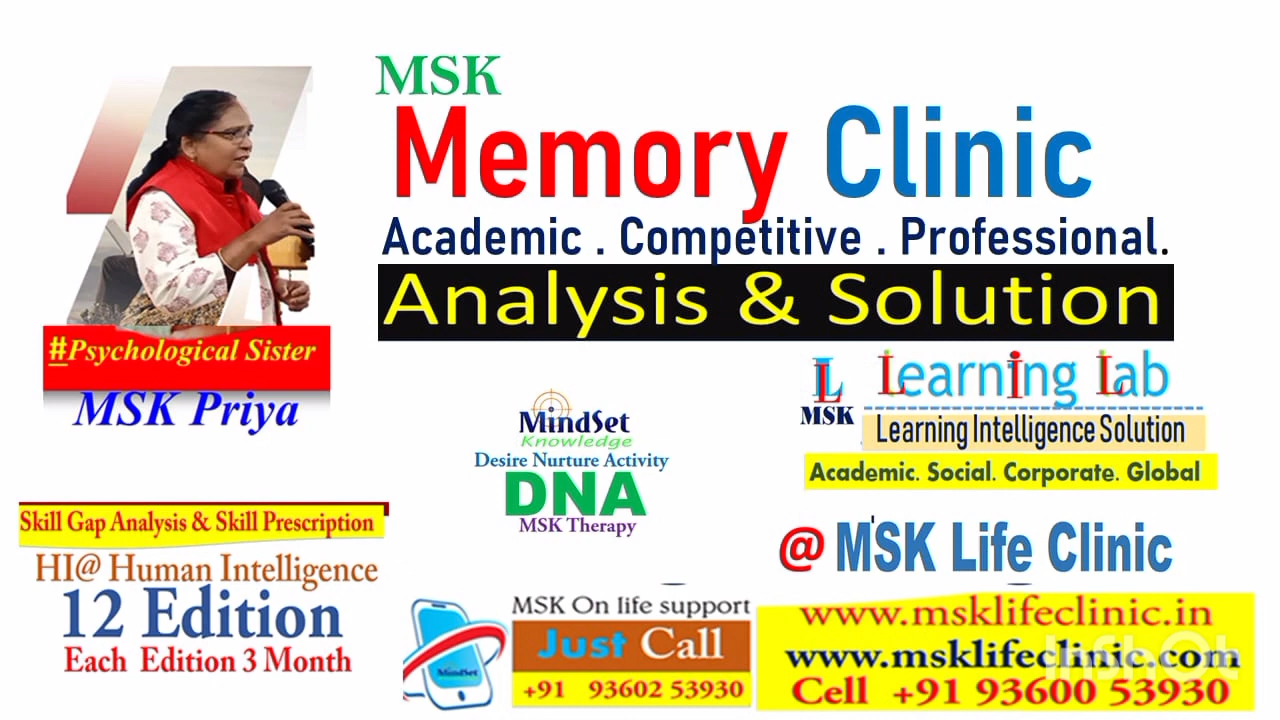 MSK
Memory Clinic
Academic . Competitive . Professional.
Analysis & Solution
#Psychological Sister
MSK Priya
MindSet
Knowledge
Desire Nurture Activity
DNA
MSK Therapy
L L Learning Lab
MSK
Learning Intelligence Solution
Academic. Social. Corporate. Global
@ MSK Life Clinic
Skill Gap Analysis & Skill Prescription
HI@ Human Intelligence
12 Edition
Each Edition 3 Month
MindSet
MSK On life support
Just Call
+91 93602 53930
www.msklifeclinic.in
www.msklifeclinic.com
Cell +91 93600 53930
InShOt